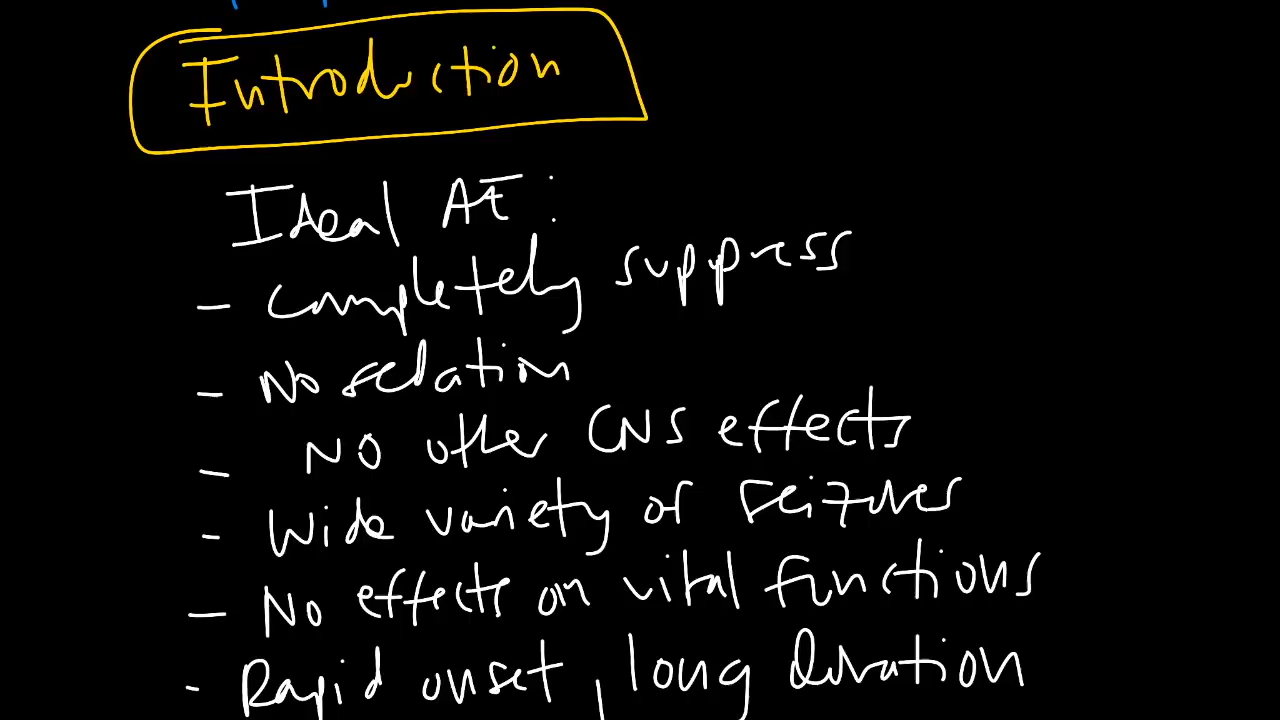 Introduction
Ideal AE:
- Completely suppress
- No sedation
- No other CNS effects
- Wide variety of seizures
- No effects on vital functions
- Rapid onset, long duration